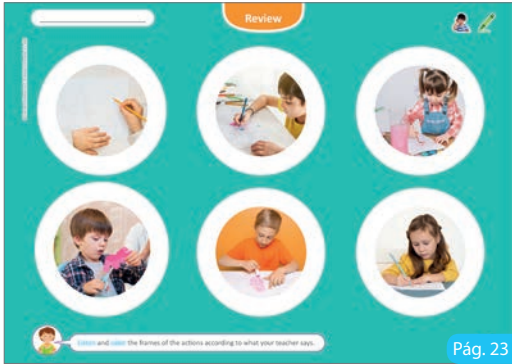 Review
Listen and color the frames of the actions according to what your teacher says.
Pág. 23